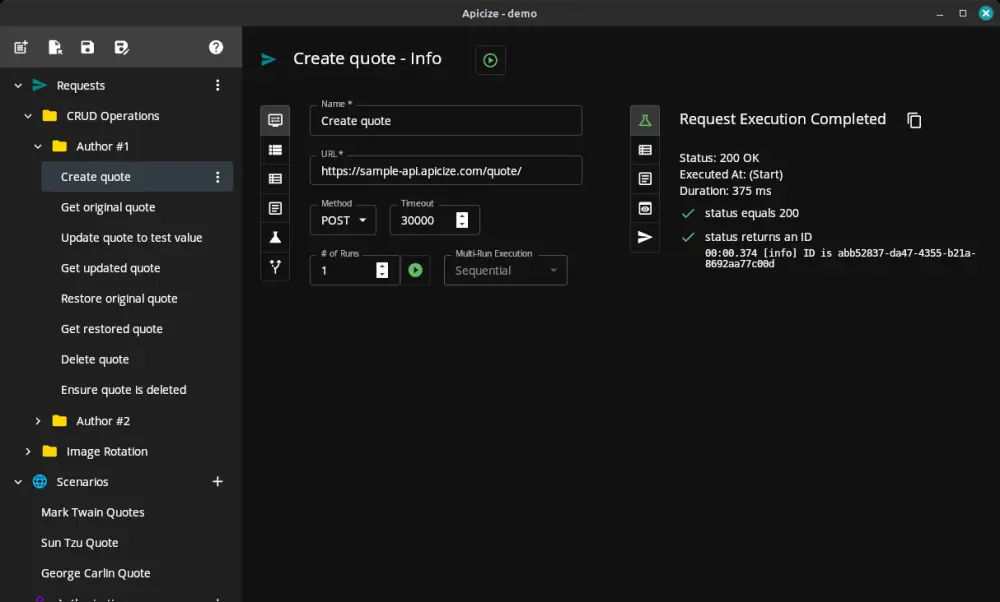 Apicize - demo
Requests
CRUD Operations
Author #1
Create quote
Get original quote
Update quote to test value
Get updated quote
Restore original quote
Get restored quote
Delete quote
Ensure quote is deleted
Author #2
Image Rotation
Scenarios
Mark Twain Quotes
Sun Tzu Quote
George Carlin Quote
Create quote - Info
Name *
Create quote
URL *
https://sample-api.apicize.com/quote/
Method
POST
Timeout
30000
# of Runs
1
Multi-Run Execution
Sequential
Request Execution Completed
Status: 200 OK
Executed At: (Start)
Duration: 375 ms
status equals 200
status returns an ID
00:00.374 [info] ID is abb52837-da47-4355-b21a-
8692aa77c00d